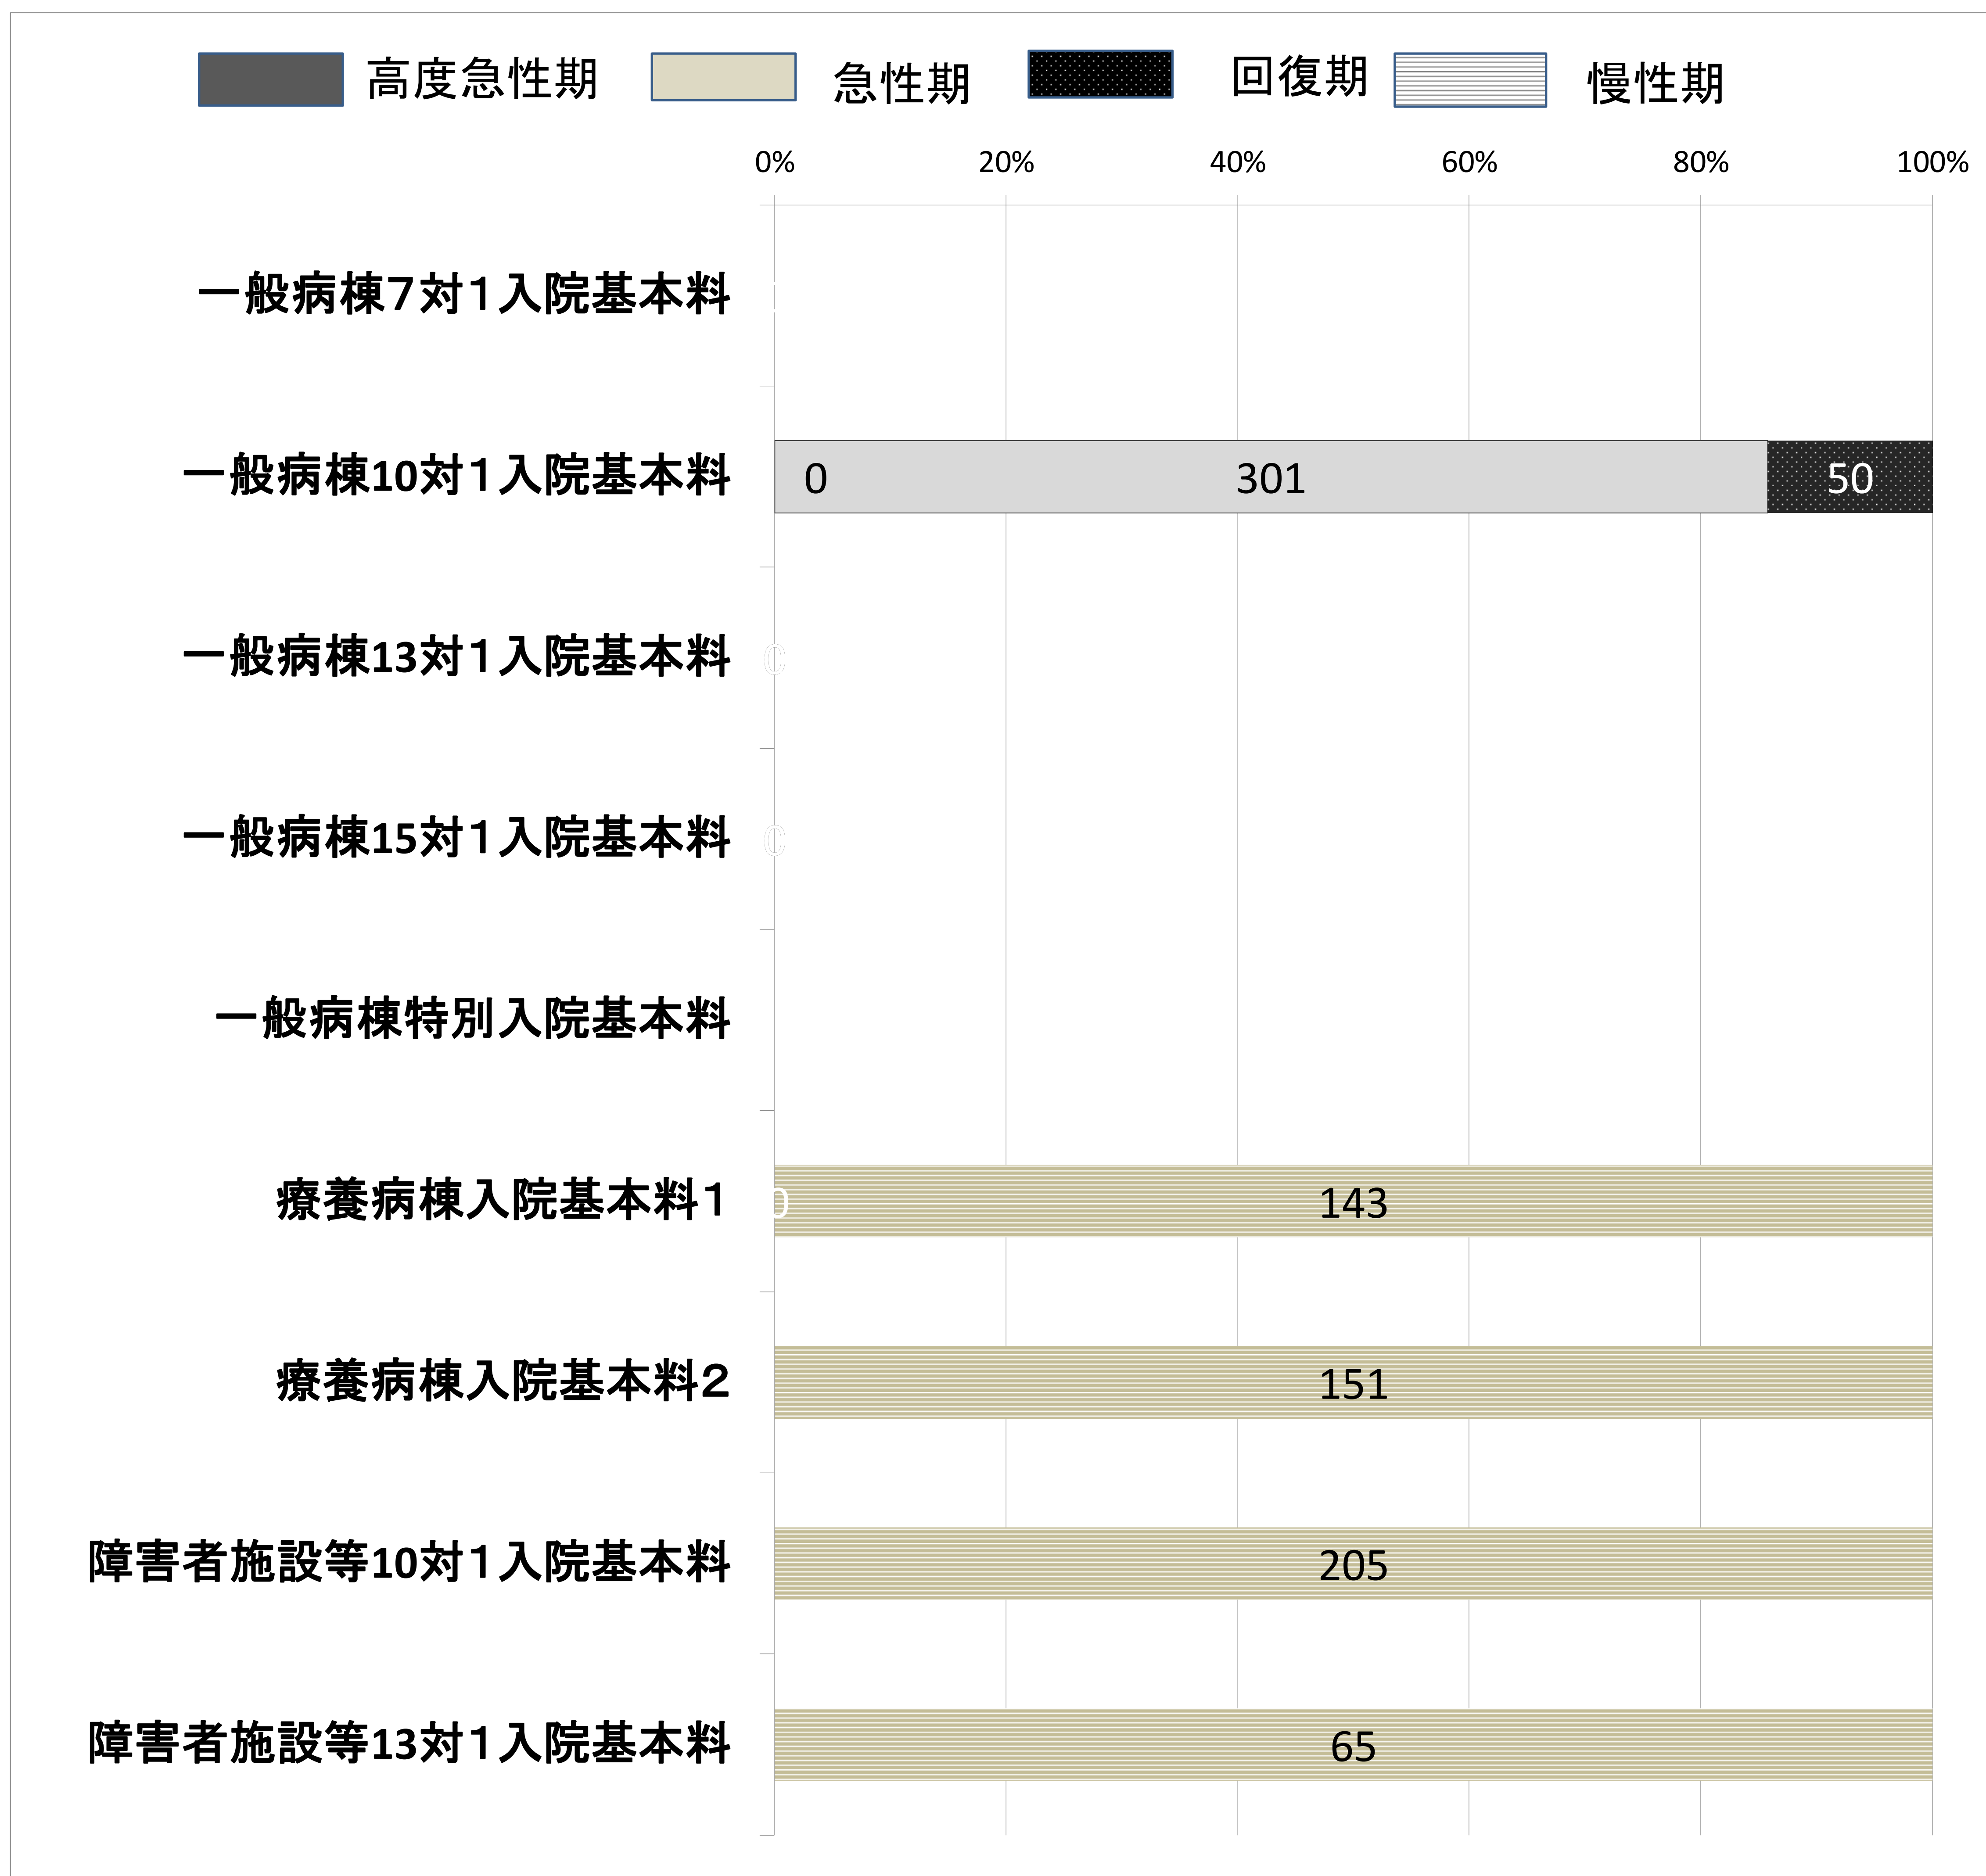 高度急性期 急性期 回復期 慢性期
0% 20% 40% 60% 80% 100%
一般病棟7対1入院基本料
一般病棟10対1入院基本料 0 301 50
一般病棟13対1入院基本料 0
一般病棟15対1入院基本料 0
一般病棟特別入院基本料
療養病棟入院基本料1 0 143
療養病棟入院基本料2 151
障害者施設等10対1入院基本料 205
障害者施設等13対1入院基本料 65